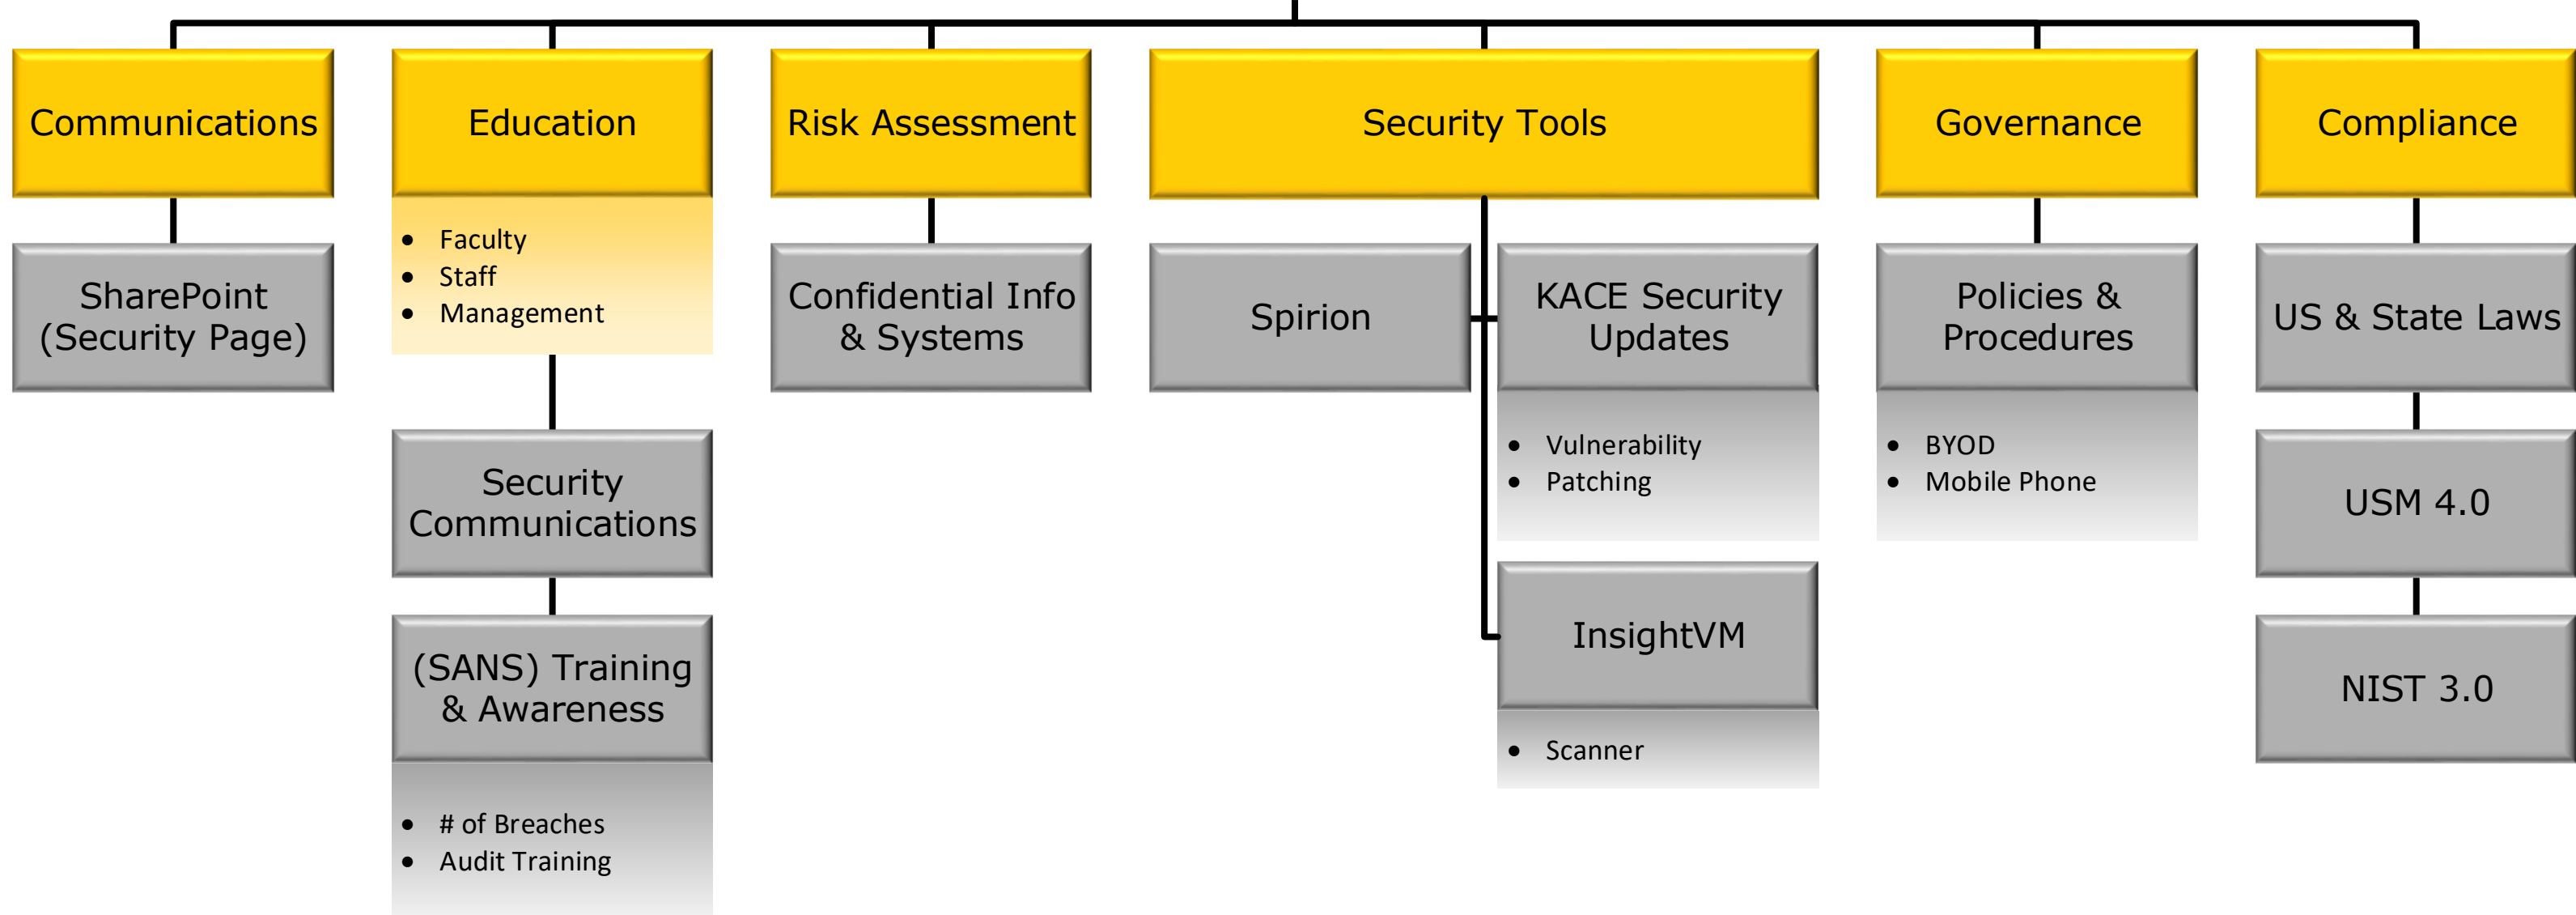 Communications
Education
Risk Assessment
Security Tools
Governance
Compliance
SharePoint
(Security Page)
• Faculty
• Staff
• Management
Security
Communications
(SANS) Training
& Awareness
• # of Breaches
• Audit Training
Confidential Info
& Systems
Spirion
KACE Security
Updates
• Vulnerability
• Patching
InsightVM
• Scanner
Policies &
Procedures
• BYOD
• Mobile Phone
US & State Laws
USM 4.0
NIST 3.0